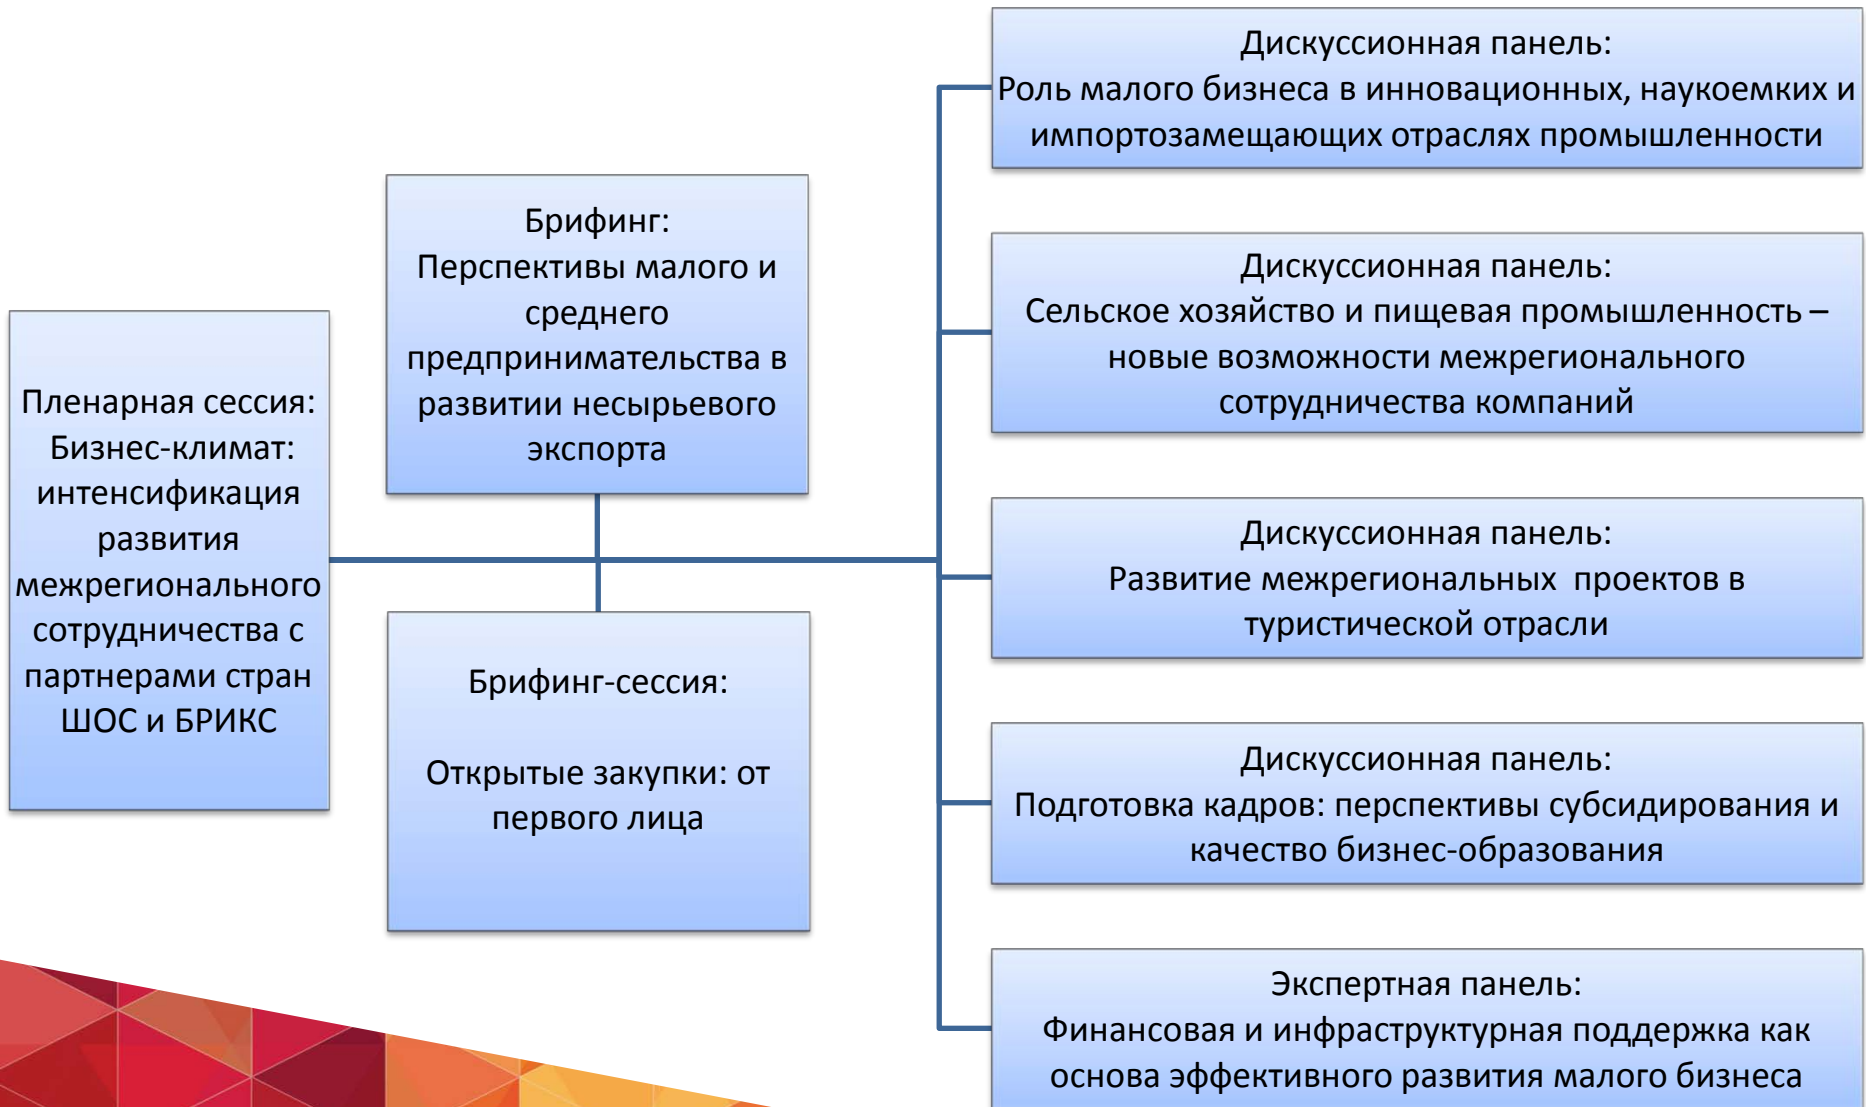 Пленарная сессия:
Бизнес-климат:
интенсификация
развития
межрегионального
сотрудничества с
партнерами стран
ШОС и БРИКС
Брифинг:
Перспективы малого и
среднего
предпринимательства в
развитии несырьевого
экспорта
Брифинг-сессия:
Открытые закупки: от
первого лица
Дискуссионная панель:
Роль малого бизнеса в инновационных, наукоемких и
импортозамещающих отраслях промышленности
Дискуссионная панель:
Сельское хозяйство и пищевая промышленность –
новые возможности межрегионального
сотрудничества компаний
Дискуссионная панель:
Развитие межрегиональных  проектов в
туристической отрасли
Дискуссионная панель:
Подготовка кадров: перспективы субсидирования и
качество бизнес-образования
Экспертная панель:
Финансовая и инфраструктурная поддержка как
основа эффективного развития малого бизнеса